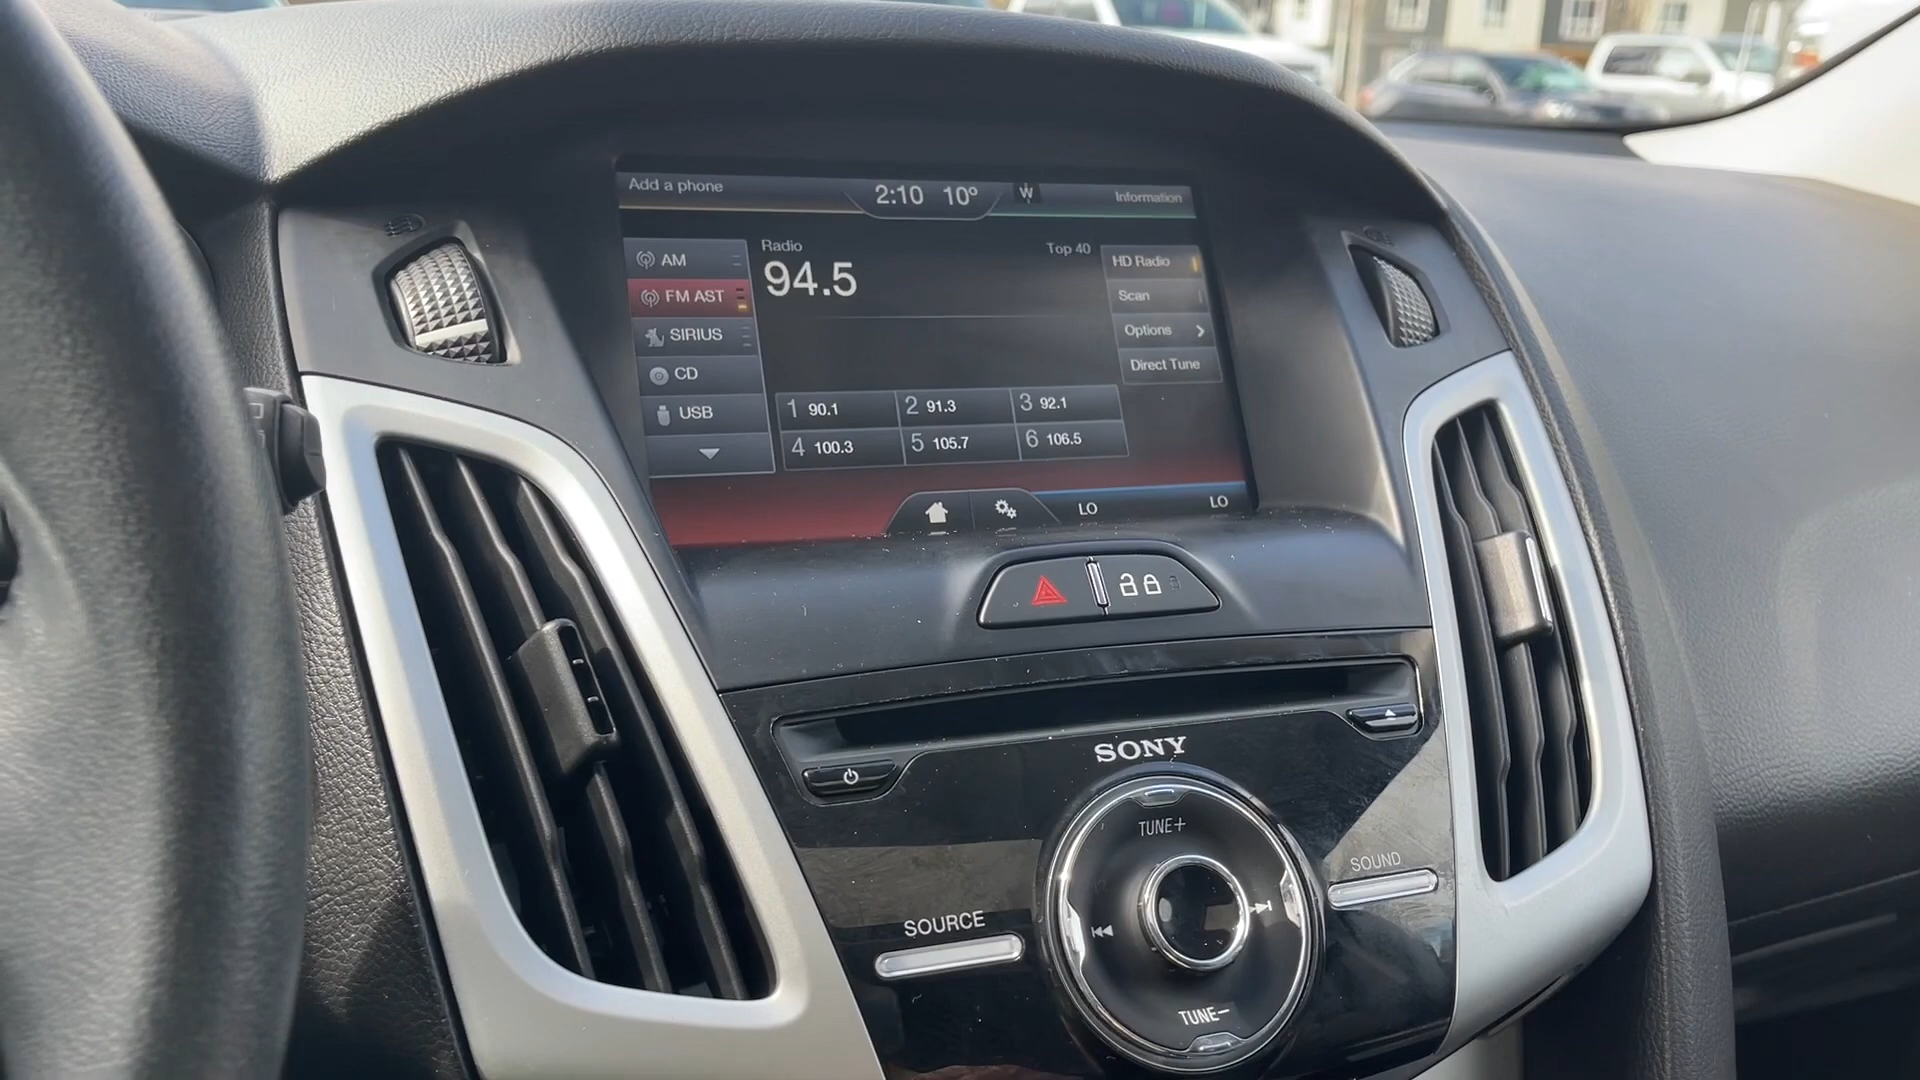 Add a phone
2:10 10° W
Information
AM
FM AST
SIRIUS
CD
USB
Radio
94.5
Top 40
HD Radio
Scan
Options
Direct Tune
1 90.1
2 91.3
3 92.1
4 100.3
5 105.7
6 106.5
LO
LO
SONY
TUNE+
SOUND
SOURCE
TUNE-